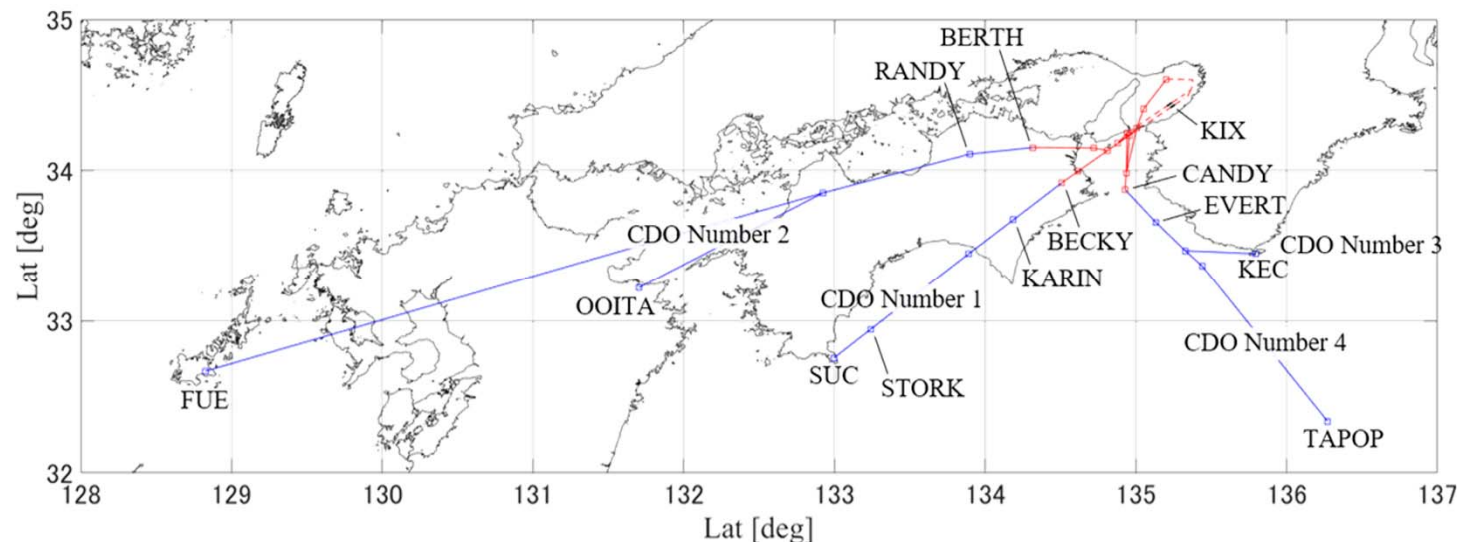 35
34
33
32
Lat [deg]
BERTH
RANDY
KIX
CANDY
EVERT
CDO Number 2
BECKY
CDO Number 3
KEC
KARIN
OOITA
CDO Number 1
CDO Number 4
SUC
STORK
FUE
TAPOP
128 129 130 131 132 133 134 135 136 137
Lat [deg]